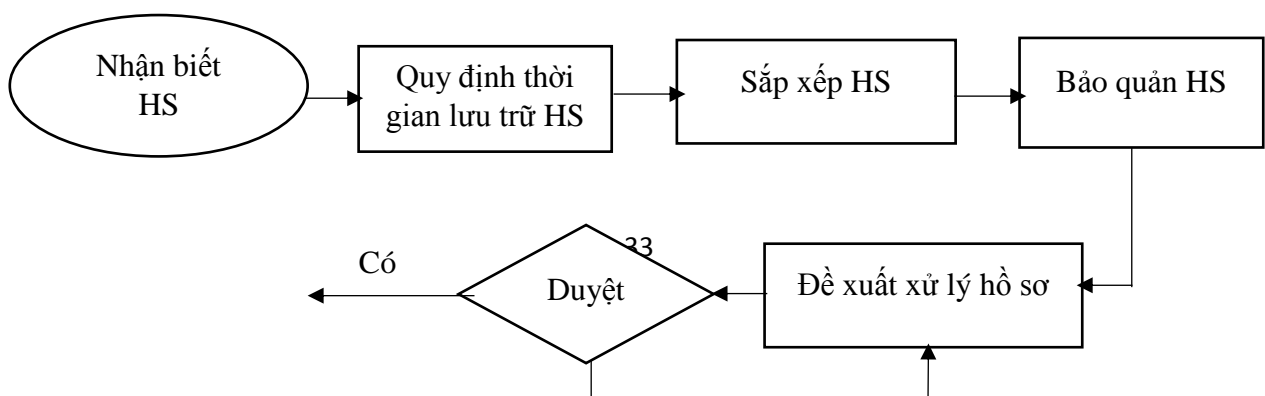 Nhận biết
HS
Quy định thời
gian lưu trữ HS
Sắp xếp HS
Bảo quản HS
Có
Duyệt
33
Đề xuất xử lý hồ sơ